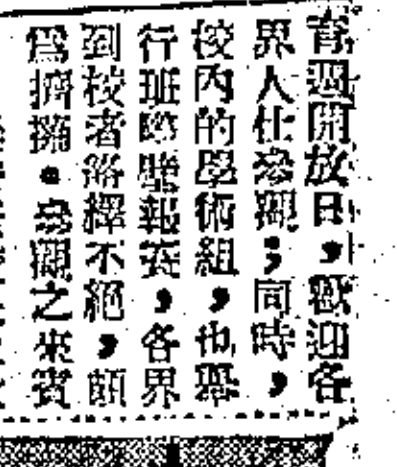 育週開放日，歡迎各
界人仕參觀；同時，
校內的學術組，也舉
行班際壁報賽，各界
到校者絡繹不絕，頗
爲擠擁。參觀之來賓